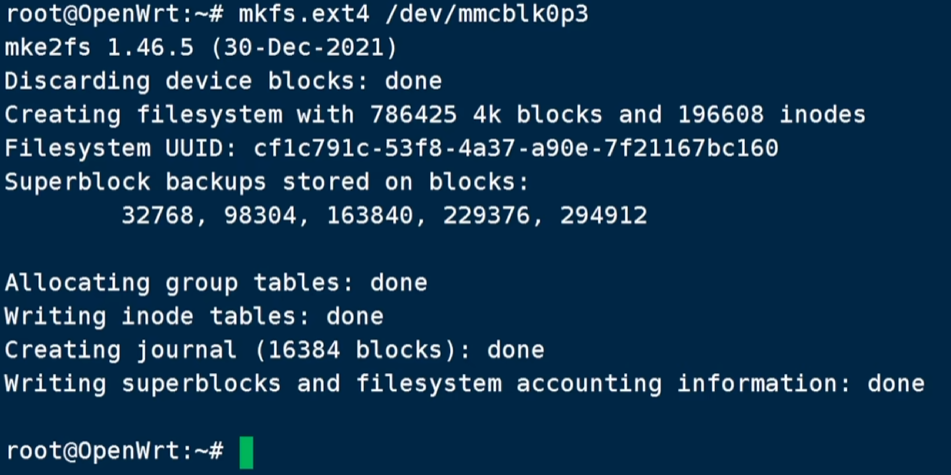 root@OpenWrt:~# mkfs.ext4 /dev/mmcblk0p3
mke2fs 1.46.5 (30-Dec-2021)
Discarding device blocks: done
Creating filesystem with 786425 4k blocks and 196608 inodes
Filesystem UUID: cf1c791c-53f8-4a37-a90e-7f21167bc160
Superblock backups stored on blocks:
        32768, 98304, 163840, 229376, 294912

Allocating group tables: done
Writing inode tables: done
Creating journal (16384 blocks): done
Writing superblocks and filesystem accounting information: done

root@OpenWrt:~#